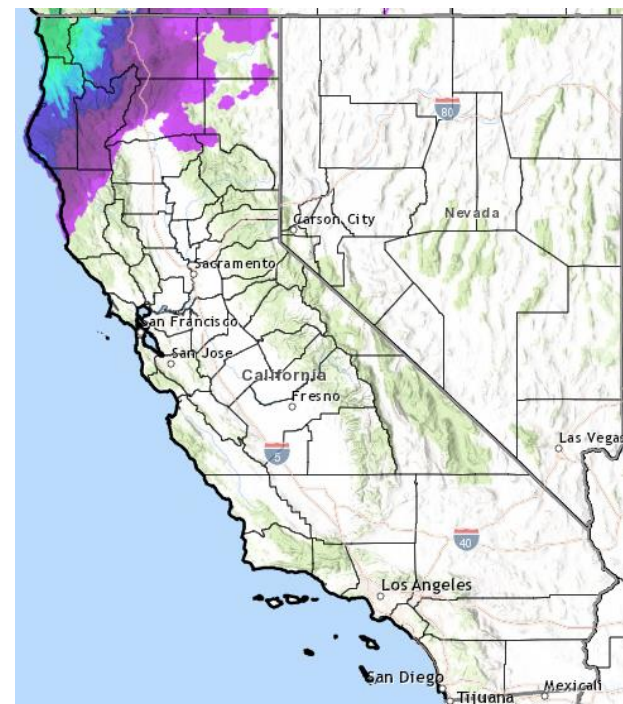 80
Carson City
Nevada
Sacramento
San Francisco
San Jose
California
Fresno
5
Las Vegas
40
Los Angeles
San Diego
Mexicali
Tijuana